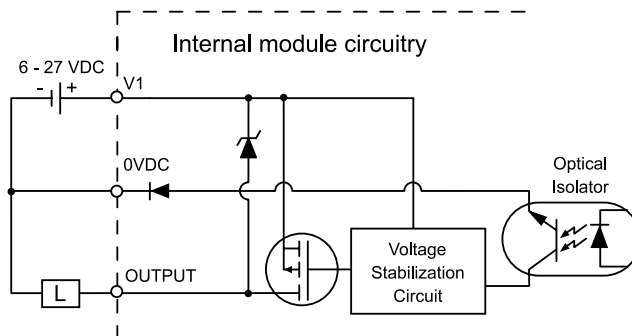 Internal module circuitry
6 - 27 VDC
- +
V1
0VDC
Optical
Isolator
Voltage
Stabilization
Circuit
OUTPUT
L